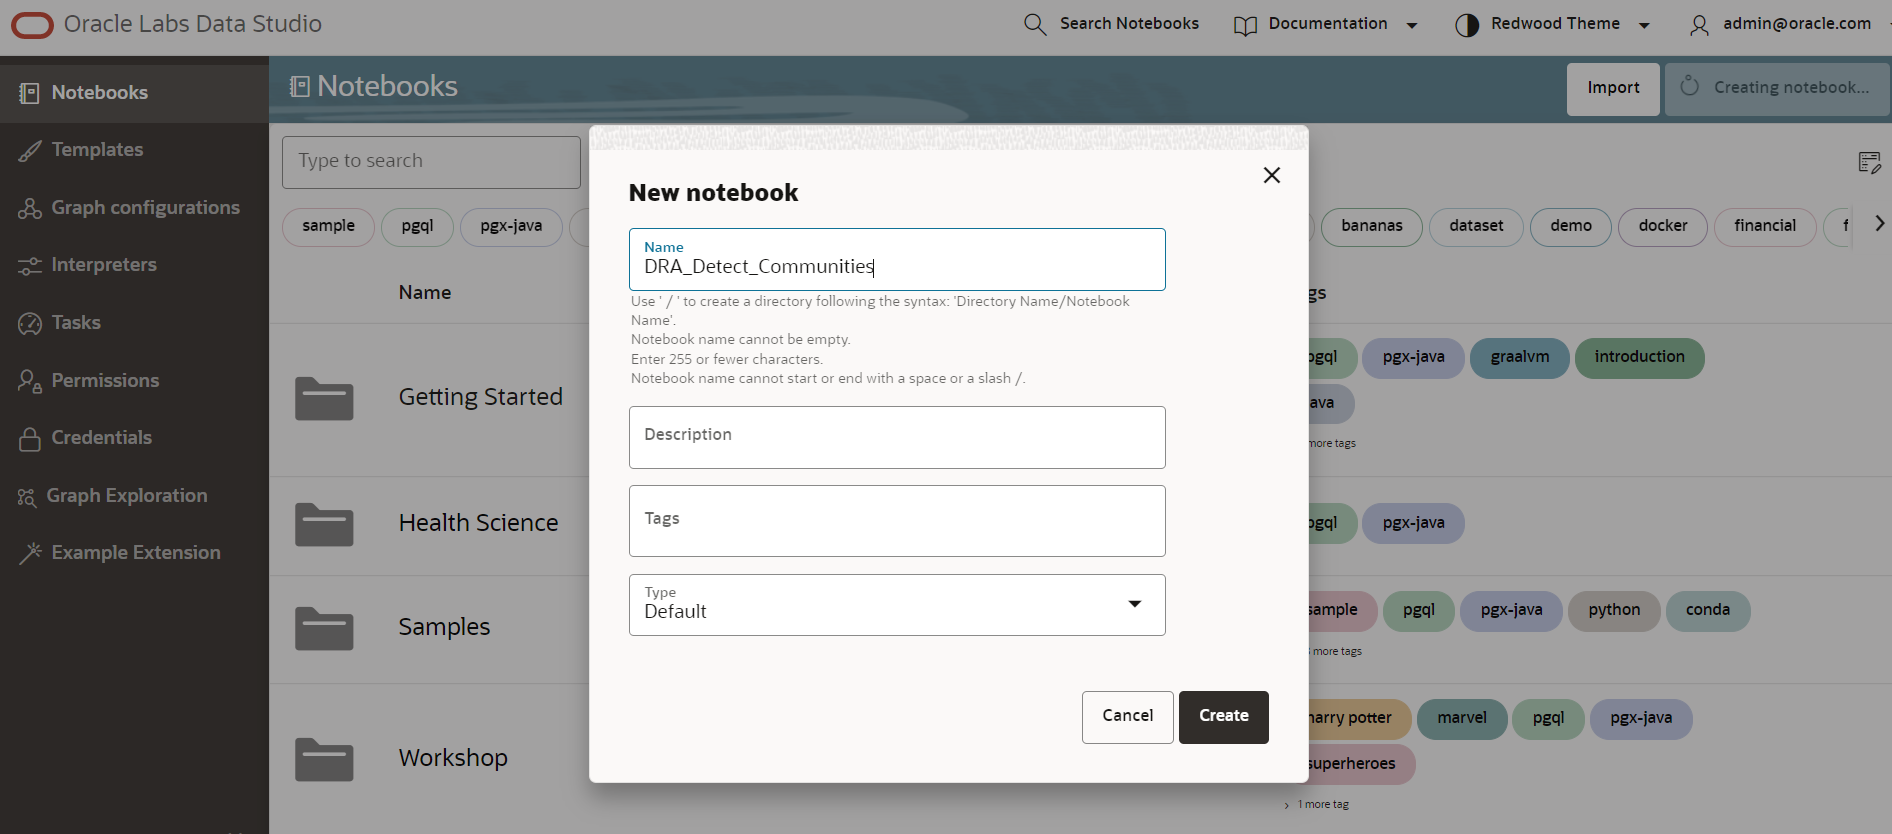 Oracle Labs Data Studio
Search Notebooks
Documentation
Redwood Theme
admin@oracle.com
Notebooks
Templates
Graph configurations
Interpreters
Tasks
Permissions
Credentials
Graph Exploration
Example Extension
Notebooks
Import
Creating notebook...
Type to search
sample
pgql
pgx-java
bananas
dataset
demo
docker
financial
f
Name
gs
Getting Started
pgql
pgx-java
graalvm
introduction
java
more tags
Health Science
pgql
pgx-java
Samples
sample
pgql
pgx-java
python
conda
more tags
Workshop
harry potter
marvel
pgql
pgx-java
superheroes
1 more tag
New notebook
Name
DRA_Detect_Communities
Use ' / ' to create a directory following the syntax: 'Directory Name/Notebook
Name'.
Notebook name cannot be empty.
Enter 255 or fewer characters.
Notebook name cannot start or end with a space or a slash /.
Description
Tags
Type
Default
Cancel
Create